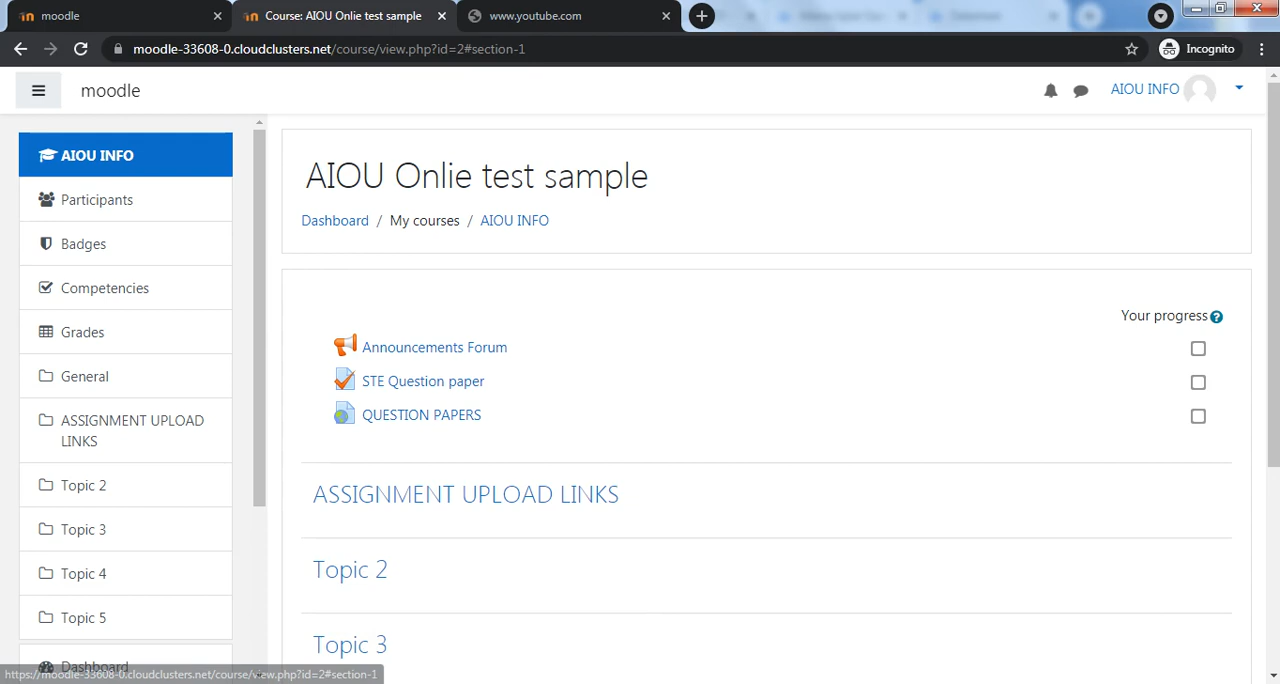 moodle
Course: AIOU Onlie test sample
www.youtube.com
moodle-33608-0.cloudclusters.net/course/view.php?id=2#section-1
Incognito
moodle
AIOU INFO
AIOU INFO
Participants
Badges
Competencies
Grades
General
ASSIGNMENT UPLOAD
LINKS
Topic 2
Topic 3
Topic 4
Topic 5
Dashboard
AIOU Onlie test sample
Dashboard / My courses / AIOU INFO
Your progress
Announcements Forum
STE Question paper
QUESTION PAPERS
ASSIGNMENT UPLOAD LINKS
Topic 2
Topic 3
https://moodle-33608-0.cloudclusters.net/course/view.php?id=2#section-1